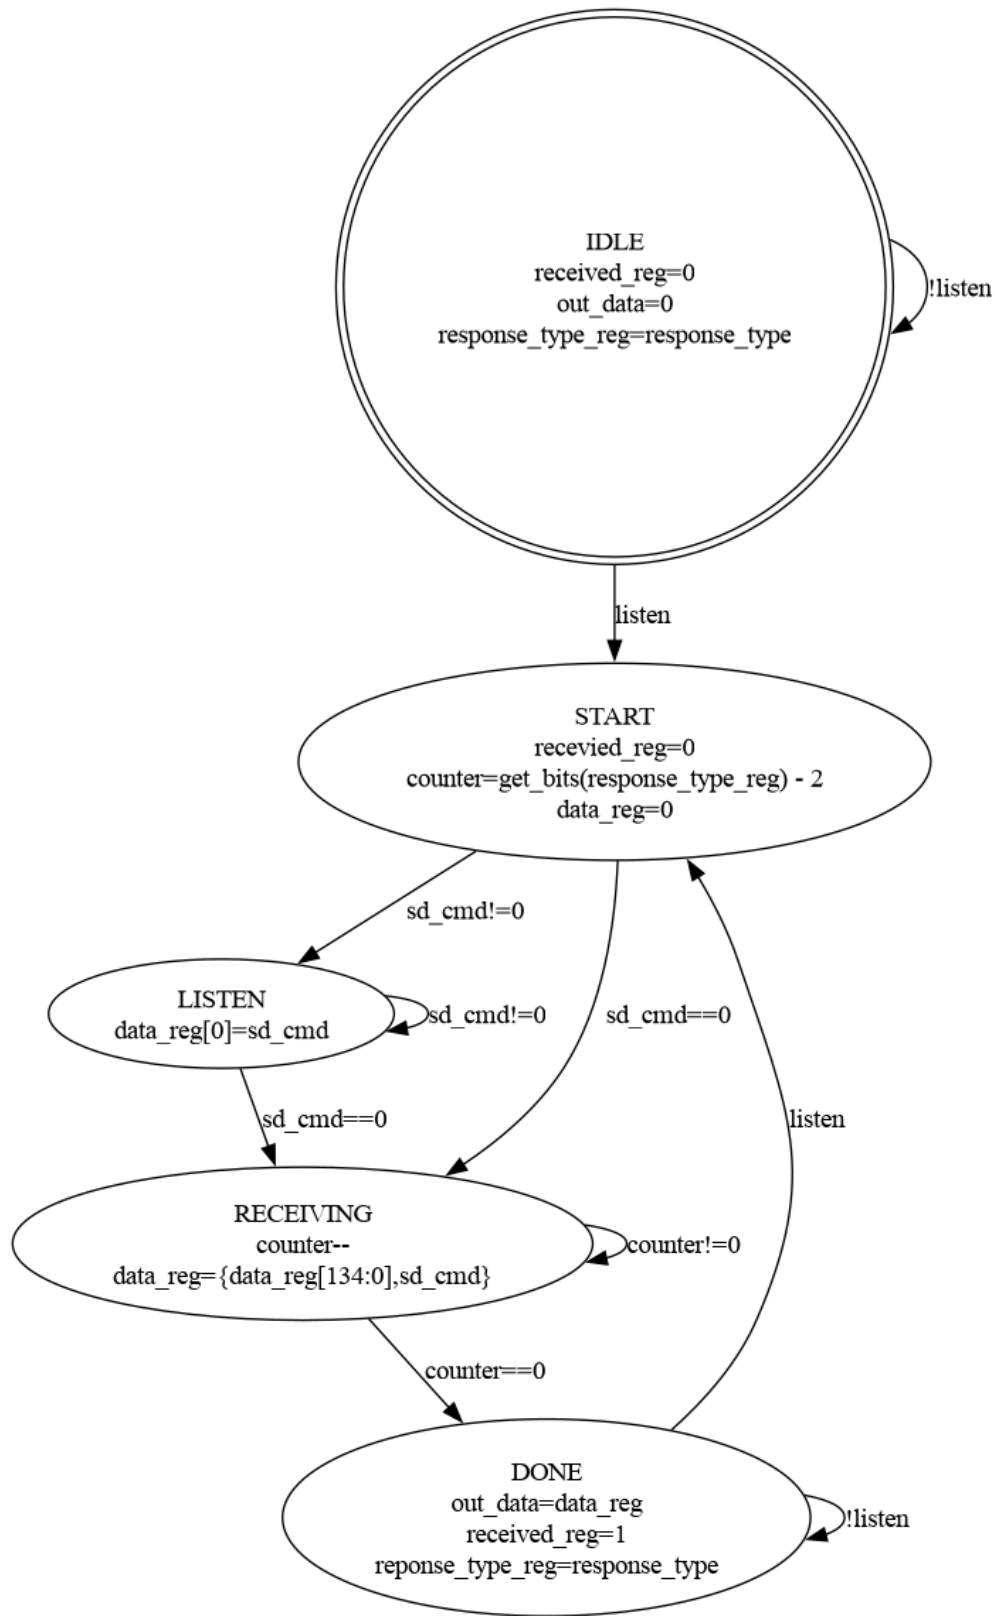 IDLE
received_reg=0
out_data=0
response_type_reg=response_type
!listen
listen
START
recevied_reg=0
counter=get_bits(response_type_reg) - 2
data_reg=0
sd_cmd!=0
LISTEN
data_reg[0]=sd_cmd
sd_cmd!=0
sd_cmd==0
listen
sd_cmd==0
RECEIVING
counter--
data_reg={data_reg[134:0],sd_cmd}
counter!=0
counter==0
DONE
out_data=data_reg
received_reg=1
reponse_type_reg=response_type
!listen